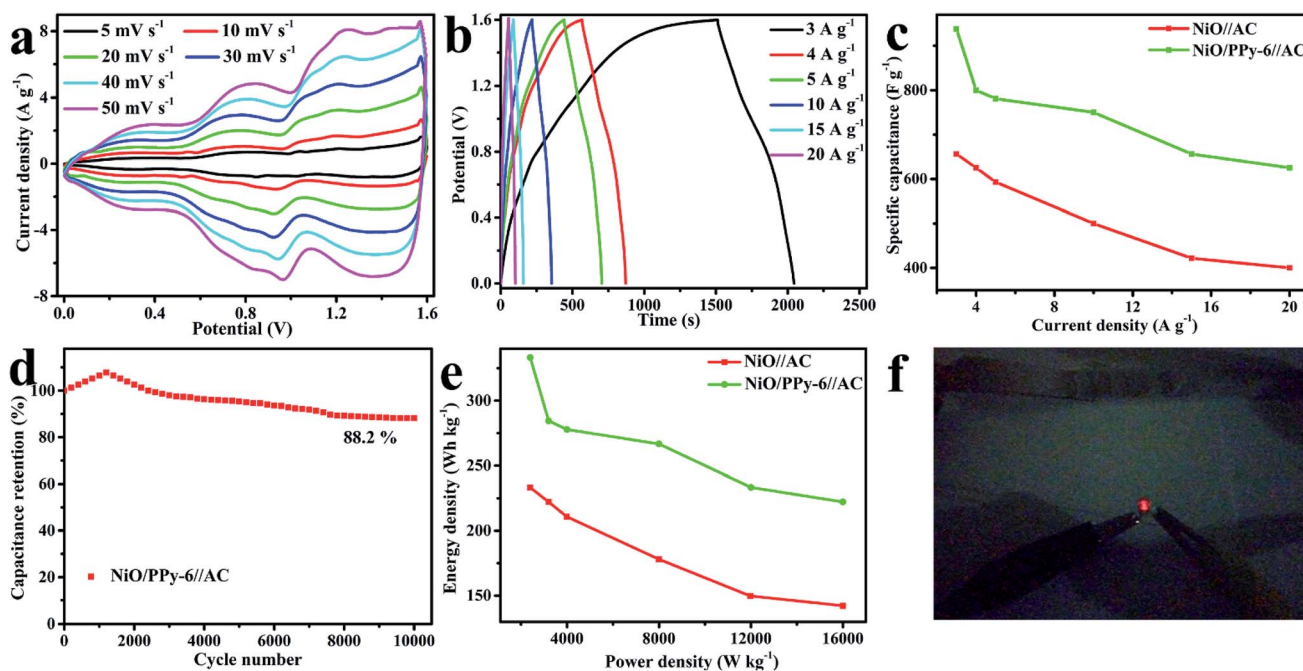 a
5 mV s⁻¹ 10 mV s⁻¹
20 mV s⁻¹ 30 mV s⁻¹
40 mV s⁻¹
50 mV s⁻¹
8
4
0
-4
-8
0.0 0.4 0.8 1.2 1.6
Current density (A g⁻¹)
Potential (V)
b
3 A g⁻¹
4 A g⁻¹
5 A g⁻¹
10 A g⁻¹
15 A g⁻¹
20 A g⁻¹
1.6
1.2
0.8
0.4
0.0
0 500 1000 1500 2000 2500
Potential (V)
Time (s)
c
NiO//AC
NiO/PPy-6//AC
800
600
400
4 8 12 16 20
Specific capacitance (F g⁻¹)
Current density (A g⁻¹)
d
100
80
60
40
20
0
88.2 %
NiO/PPy-6//AC
0 2000 4000 6000 8000 10000
Capacitance retention (%)
Cycle number
e
NiO//AC
NiO/PPy-6//AC
300
250
200
150
4000 8000 12000 16000
Energy density (Wh kg⁻¹)
Power density (W kg⁻¹)
f